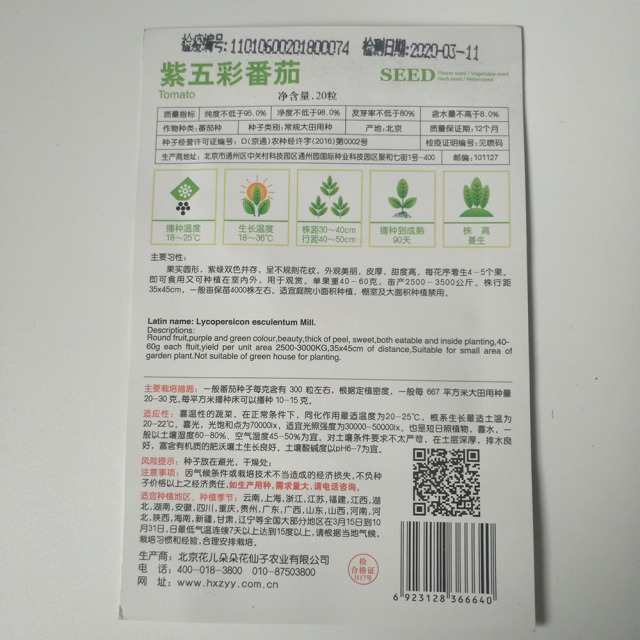 检疫编号:11010600201800074 检测日期:2020-03-11
紫五彩番茄
SEED Flower seed / Vegetable seed
Herb seed / Melon seed
Tomato
净含量:20粒
质量指标 纯度不低于95.0% 净度不低于98.0% 发芽率不低于80% 含水量不高于8.0%
作物种类:番茄种 种子类别:常规大田用种 产地:北京 质量保证期:12个月
种子经营许可证编号: D(京通)农种经许字(2016)第0002号 检疫证明编号:见喷码
生产商地址: 北京市通州区中关村科技园区通州园国际种业科技园区聚和七街1号-400 邮编:101127
播种温度
18~25℃
生长温度
18~36℃
株距30~40cm
行距40~50cm
播种到成熟
90天
株 高
蔓生
主要习性:
果实圆形, 紫绿双色并存, 呈不规则花纹, 外观美丽, 皮厚, 甜度高, 每花序着生4-5个果。
即可食用又可种植在室内外, 用于观赏。单果重40-60克, 亩产2500-3500公斤, 株行距
35x45cm, 一般亩保苗4000株左右。适宜庭院小面积种植, 棚室及大面积种植禁用。
Latin name: Lycopersicon esculentum Mill.
Descriptions:
Round fruit,purple and green colour,beauty,thick of peel, sweet,both eatable and inside planting,40-
60g each ftuit,yield per unit area 2500-3000KG,35x45cm of distance,Suitable for small area of
garden plant.Not suitable of green house for planting.
主要栽培措施: 一般番茄种子每克含有 300 粒左右, 根据定植密度, 一般每 667 平方米大田用种量
20-30 克。每平方米播种床可以播种 10-15 克。
适应性: 喜温性的蔬菜, 在正常条件下, 同化作用最适温度为20-25℃, 根系生长最适土温为
20-22℃。喜光, 光饱和点为70000lx, 适宜光照强度为30000-50000lx, 也是短日照植物, 喜水, 一
般以土壤湿度60-80%、空气湿度45-50%为宜。对土壤条件要求不太严苛, 在土层深厚, 排水良
好, 富含有机质的肥沃壤土生长良好。土壤酸碱度以pH6-7为宜。
风险提示: 种子放在避光, 干燥处;
注意事项: 因气候条件或栽培技术不当造成的经济损失, 不负种
子价格以上之经济责任,如生产用种,需求量大,请电话咨询。
适宜种植地区、种植季节: 云南,上海,浙江,江苏,福建,江西,湖
北,湖南,安徽,四川,重庆,贵州,广东,广西,山东,山西,河南,河
北,陕西,海南,新疆,甘肃,辽宁等全国大部分地区在3月15日到10
月31日,日最低气温连续7天以上达到15度以上, 请根据当地气候,
栽培习惯和经验, 合理安排栽培。
生产商: 北京花儿朵朵花仙子农业有限公司
电 话: 400-018-3800 010-87503800
网 址: www.hxzyy.com
检
合格证
H17号
6 923128 366640